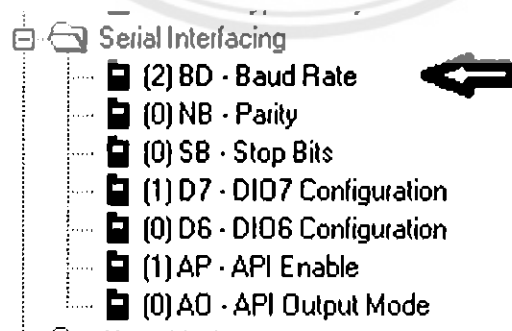 Serial Interfacing
(2) BD - Baud Rate
(0) NB - Parity
(0) SB - Stop Bits
(1) D7 - DIO7 Configuration
(0) D6 - DIO6 Configuration
(1) AP - API Enable
(0) AO - API Output Mode